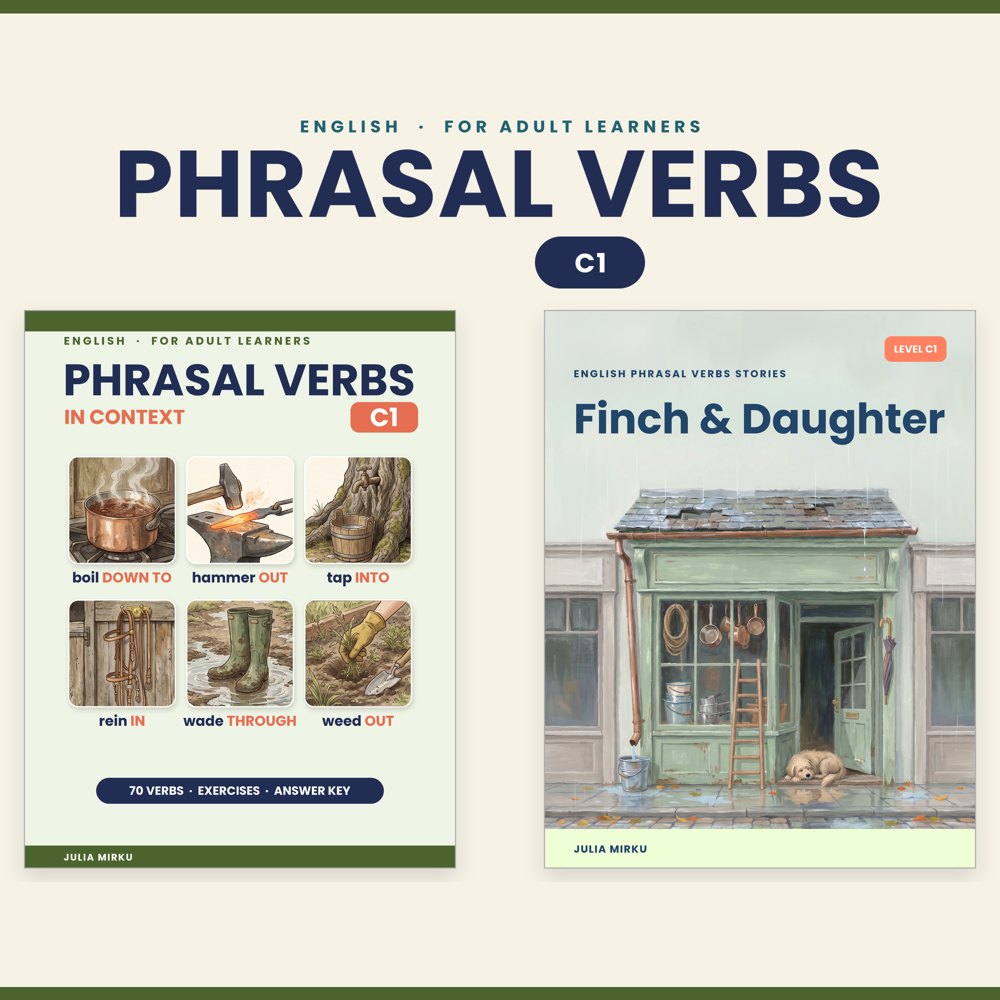 ENGLISH · FOR ADULT LEARNERS
PHRASAL VERBS
C1
ENGLISH · FOR ADULT LEARNERS
PHRASAL VERBS
IN CONTEXT
C1
boil DOWN TO
hammer OUT
tap INTO
rein IN
wade THROUGH
weed OUT
70 VERBS · EXERCISES · ANSWER KEY
JULIA MIRKU
LEVEL C1
ENGLISH PHRASAL VERBS STORIES
Finch & Daughter
JULIA MIRKU